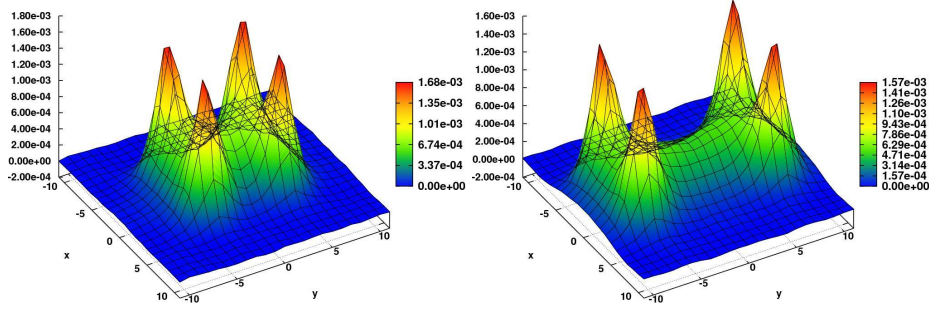 1.80e-03
1.60e-03
1.40e-03
1.20e-03
1.00e-03
8.00e-04
6.00e-04
4.00e-04
2.00e-04
0.00e+00
-2.00e-04
-10
-5
0
5
10
x
-10
-5
0
5
10
y
1.68e-03
1.35e-03
1.01e-03
6.74e-04
3.37e-04
0.00e+00
1.60e-03
1.40e-03
1.20e-03
1.00e-03
8.00e-04
6.00e-04
4.00e-04
2.00e-04
0.00e+00
-2.00e-04
-10
-5
0
5
10
x
-10
-5
0
5
10
y
1.57e-03
1.41e-03
1.26e-03
1.10e-03
9.43e-04
7.86e-04
6.29e-04
4.71e-04
3.14e-04
1.57e-04
0.00e+00